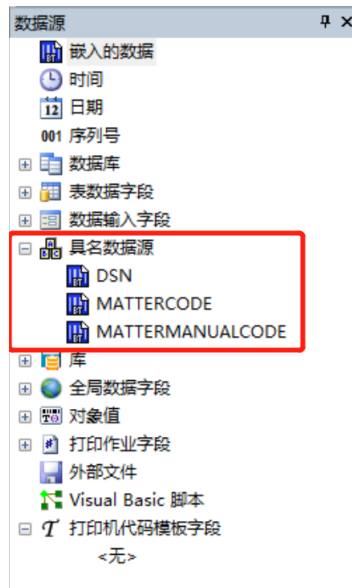 数据源
嵌入的数据
时间
12 日期
001 序列号
数据库
表数据字段
数据输入字段
具名数据源
DSN
MATTERCODE
MATTERMANUALCODE
库
全局数据字段
对象值
打印作业字段
外部文件
Visual Basic 脚本
T 打印机代码模板字段
<无>